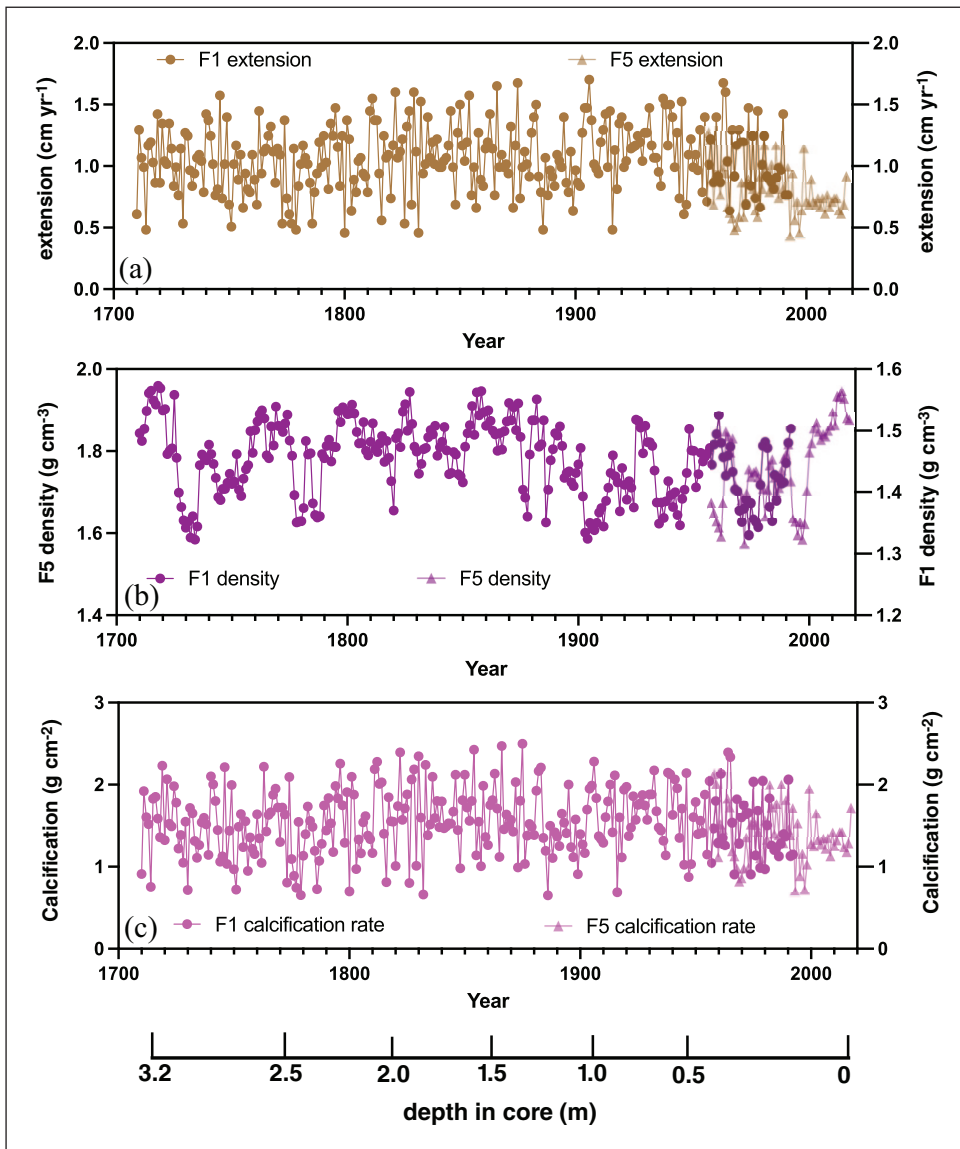 2.0 2.0
F1 extension F5 extension
1.5 1.5
1.0 1.0
0.5 0.5
0.0 0.0
extension (cm yr⁻¹)
extension (cm yr⁻¹)
(a)
1700 1800 1900 2000
Year
2.0 1.6
1.8 1.5
1.4
1.6 1.3
1.4 1.2
F5 density (g cm⁻³)
F1 density (g cm⁻³)
F1 density F5 density
(b)
1700 1800 1900 2000
Year
3 3
2 2
1 1
0 0
Calcification (g cm⁻²)
Calcification (g cm⁻²)
F1 calcification rate F5 calcification rate
(c)
1700 1800 1900 2000
Year
3.2 2.5 2.0 1.5 1.0 0.5 0
depth in core (m)